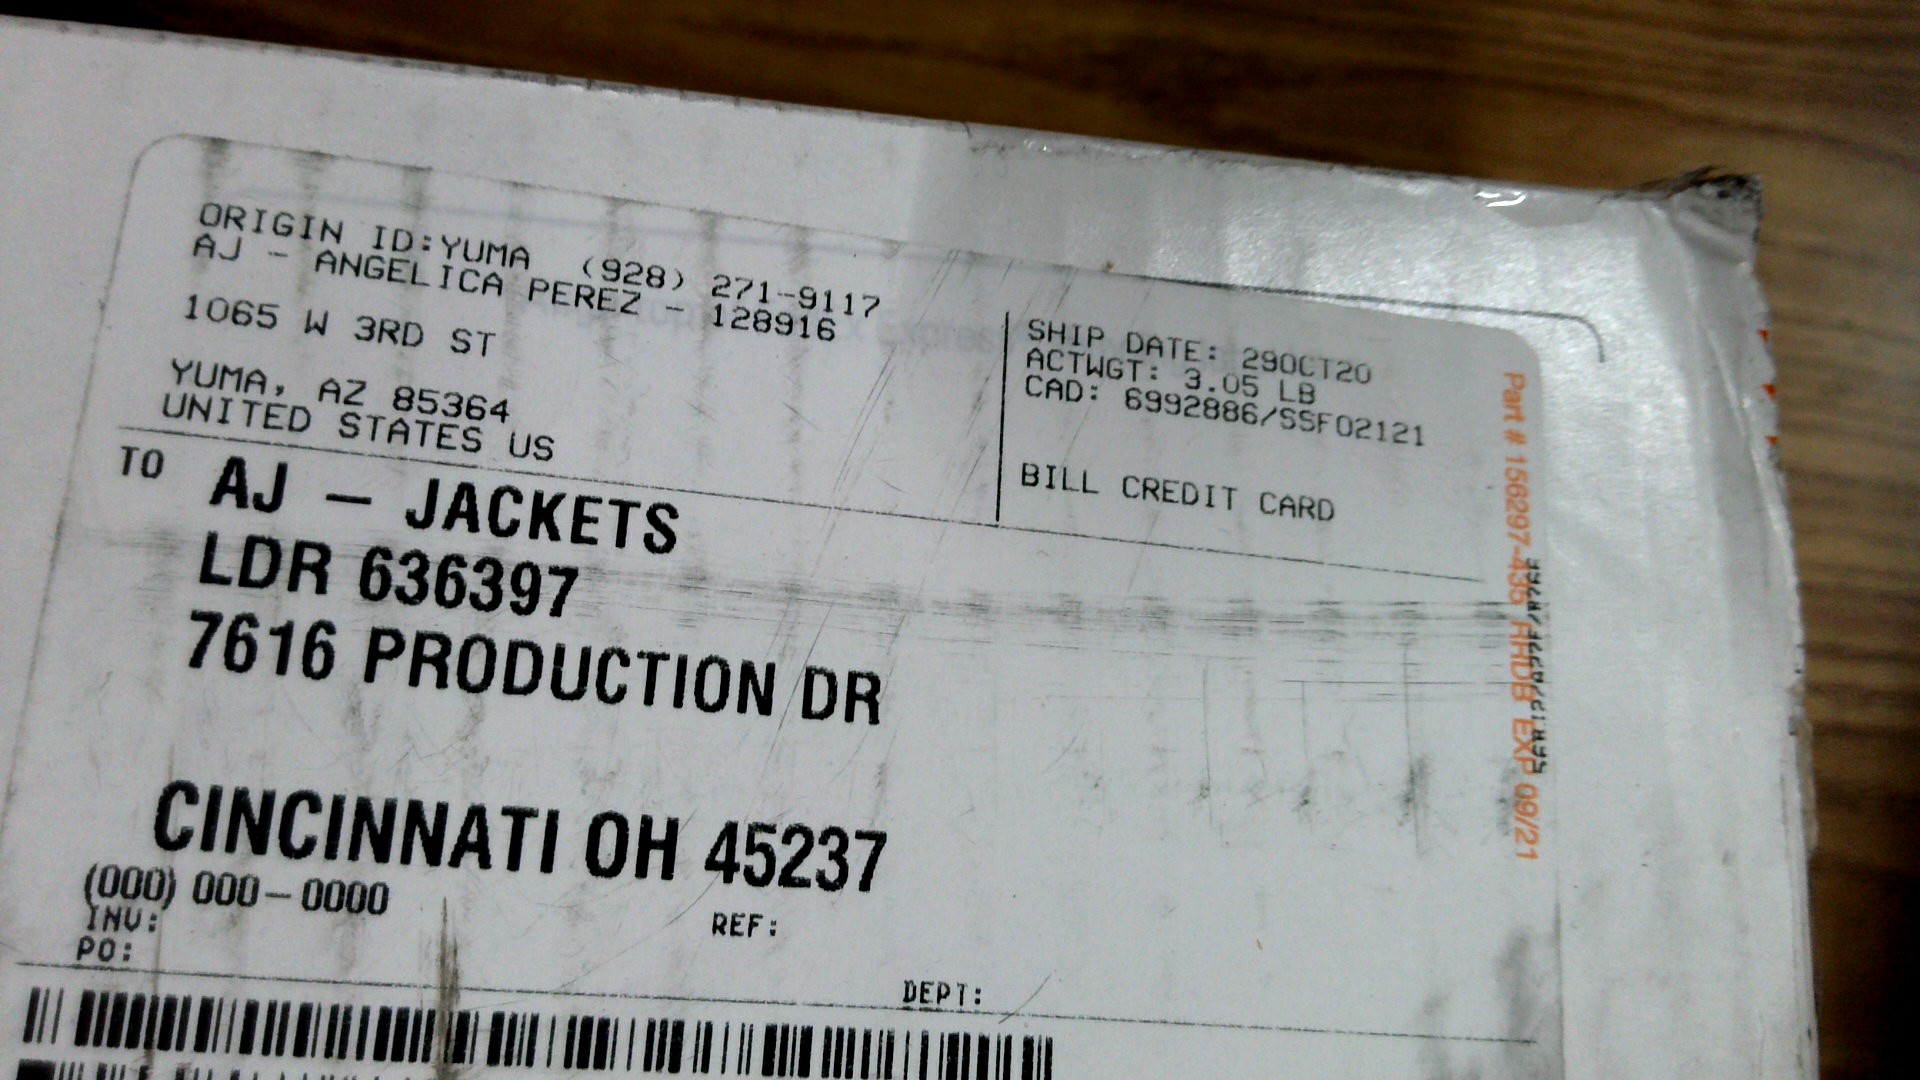 ORIGIN ID:YUMA (928) 271-9117
AJ - ANGELICA PEREZ - 128916
1065 W 3RD ST
YUMA, AZ 85364
UNITED STATES US
SHIP DATE: 29OCT20
ACTWGT: 3.05 LB
CAD: 6992886/SSFO2121
BILL CREDIT CARD
TO AJ - JACKETS
LDR 636397
7616 PRODUCTION DR
CINCINNATI OH 45237
(000) 000-0000
INV:
REF:
PO:
DEPT:
Part # 156297-435 RRDB EXP 09/21